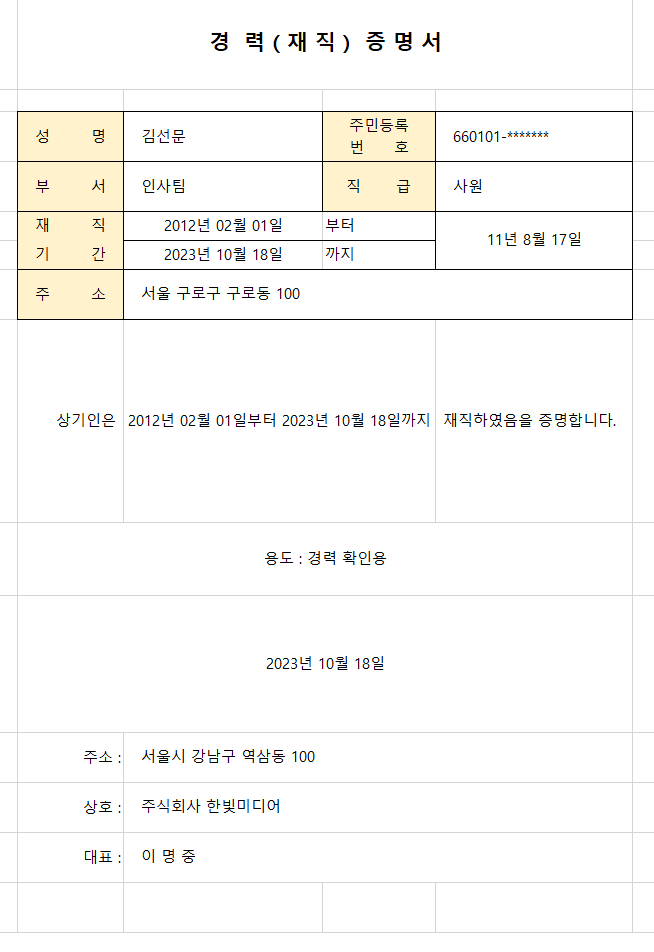 경 력 ( 재 직 ) 증 명 서
성 명 김선문 주민등록 번 호 660101-*******
부 서 인사팀 직 급 사원
재 직 2012년 02월 01일 부터 11년 8월 17일
기 간 2023년 10월 18일 까지
주 소 서울 구로구 구로동 100
상기인은 2012년 02월 01일부터 2023년 10월 18일까지 재직하였음을 증명합니다.
용도 : 경력 확인용
2023년 10월 18일
주소 : 서울시 강남구 역삼동 100
상호 : 주식회사 한빛미디어
대표 : 이 명 중